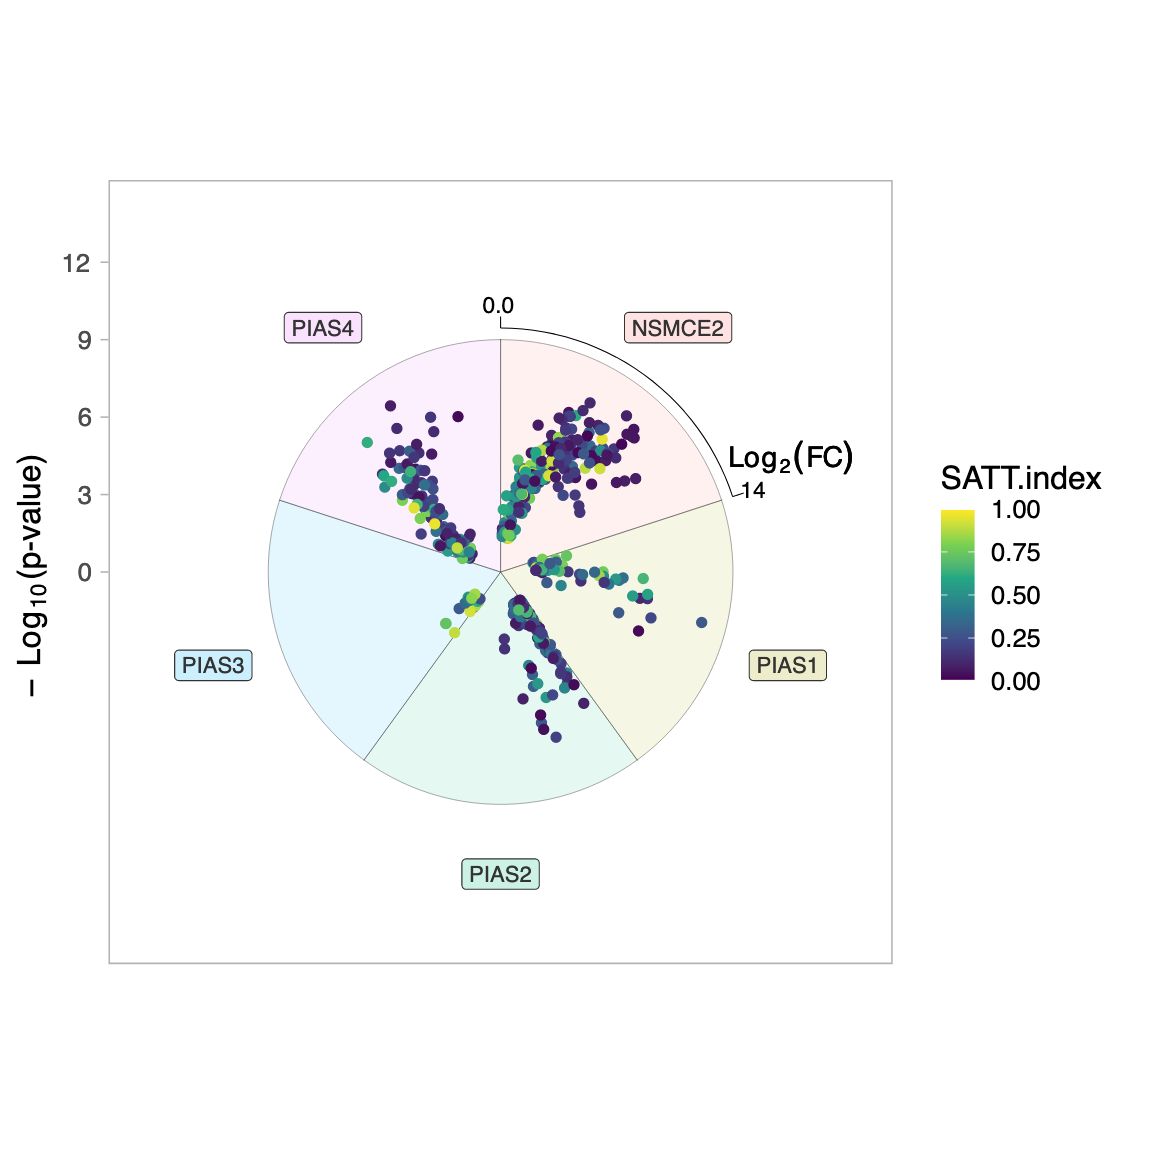 − Log10(p-value)
12
9
6
3
0
0.0
PIAS4
NSMCE2
Log2(FC)
14
PIAS3
PIAS1
PIAS2
SATT.index
1.00
0.75
0.50
0.25
0.00